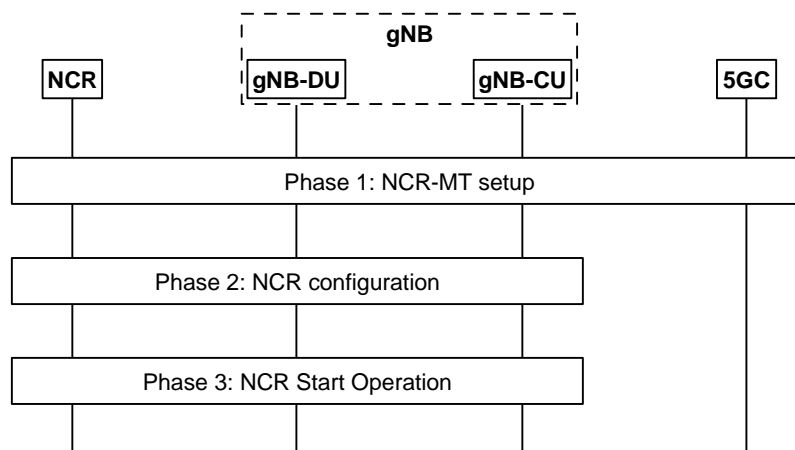 gNB
NCR
gNB-DU
gNB-CU
5GC
Phase 1: NCR-MT setup
Phase 2: NCR configuration
Phase 3: NCR Start Operation